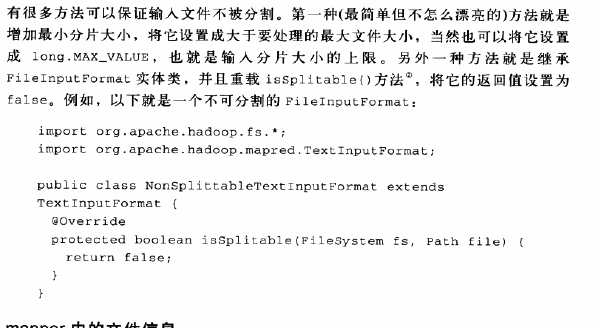 有很多方法可以保证输入文件不被分割。第一种(最简单但不怎么漂亮的)方法就是
增加最小分片大小，将它设置成大于要处理的最大文件大小，当然也可以将它设置
成 long.MAX_VALUE，也就是输入分片大小的上限。另外一种方法就是继承
FileInputFormat 实体类，并且重载 isSplitable()方法②，将它的返回值设置为
false。例如，以下就是一个不可分割的 FileInputFormat：
import org.apache.hadoop.fs.*;
import org.apache.hadoop.mapred.TextInputFormat;
public class NonSplittableTextInputFormat extends
TextInputFormat {
@Override
protected boolean isSplitable(FileSystem fs, Path file) {
return false;
}
}
mapper 中的文件信息